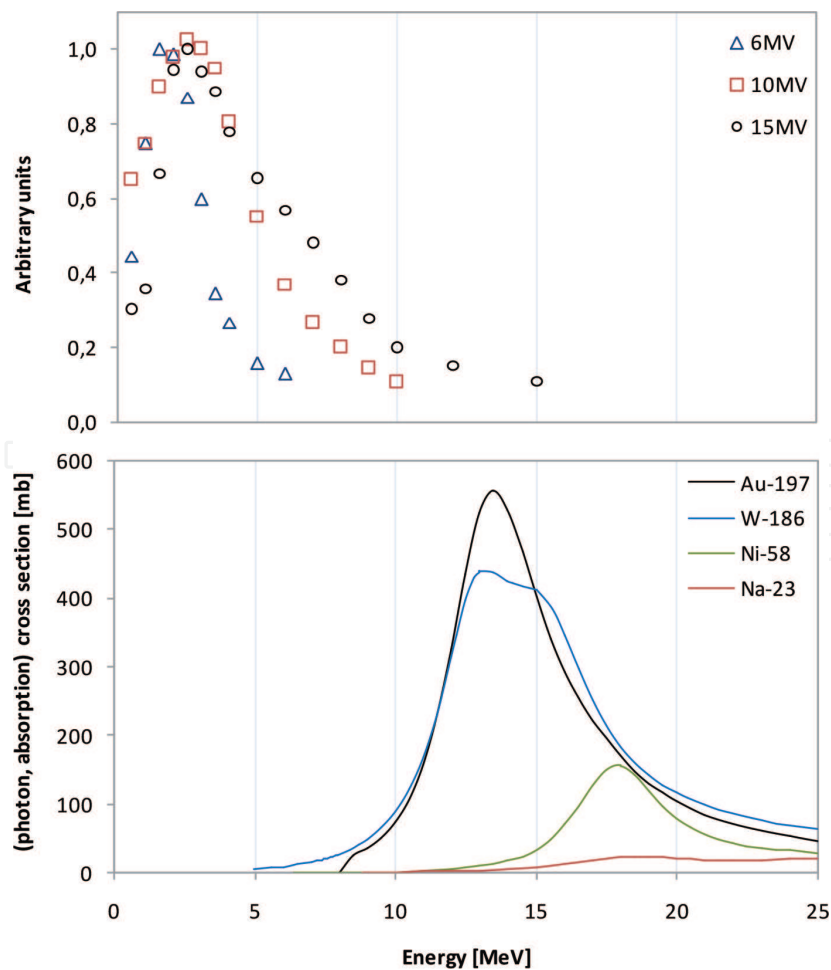 Arbitrary units
1,0
0,8
0,6
0,4
0,2
0,0
6MV
10MV
15MV
(photon, absorption) cross section [mb]
600
500
400
300
200
100
0
Au-197
W-186
Ni-58
Na-23
0 5 10 15 20 25
Energy [MeV]